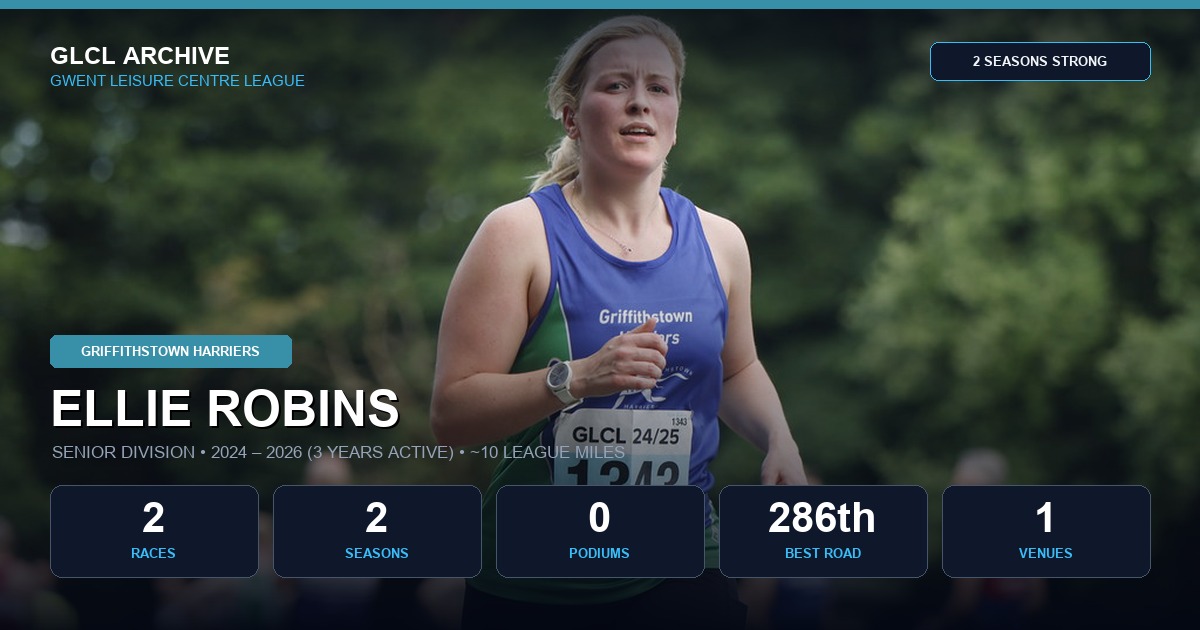 GLCL ARCHIVE
GWENT LEISURE CENTRE LEAGUE
2 SEASONS STRONG
Griffithstown
GLCL 24/25
1343
1343
GRIFFITHSTOWN HARRIERS
ELLIE ROBINS
SENIOR DIVISION • 2024 – 2026 (3 YEARS ACTIVE) • ~10 LEAGUE MILES
2
RACES
2
SEASONS
0
PODIUMS
286th
BEST ROAD
1
VENUES